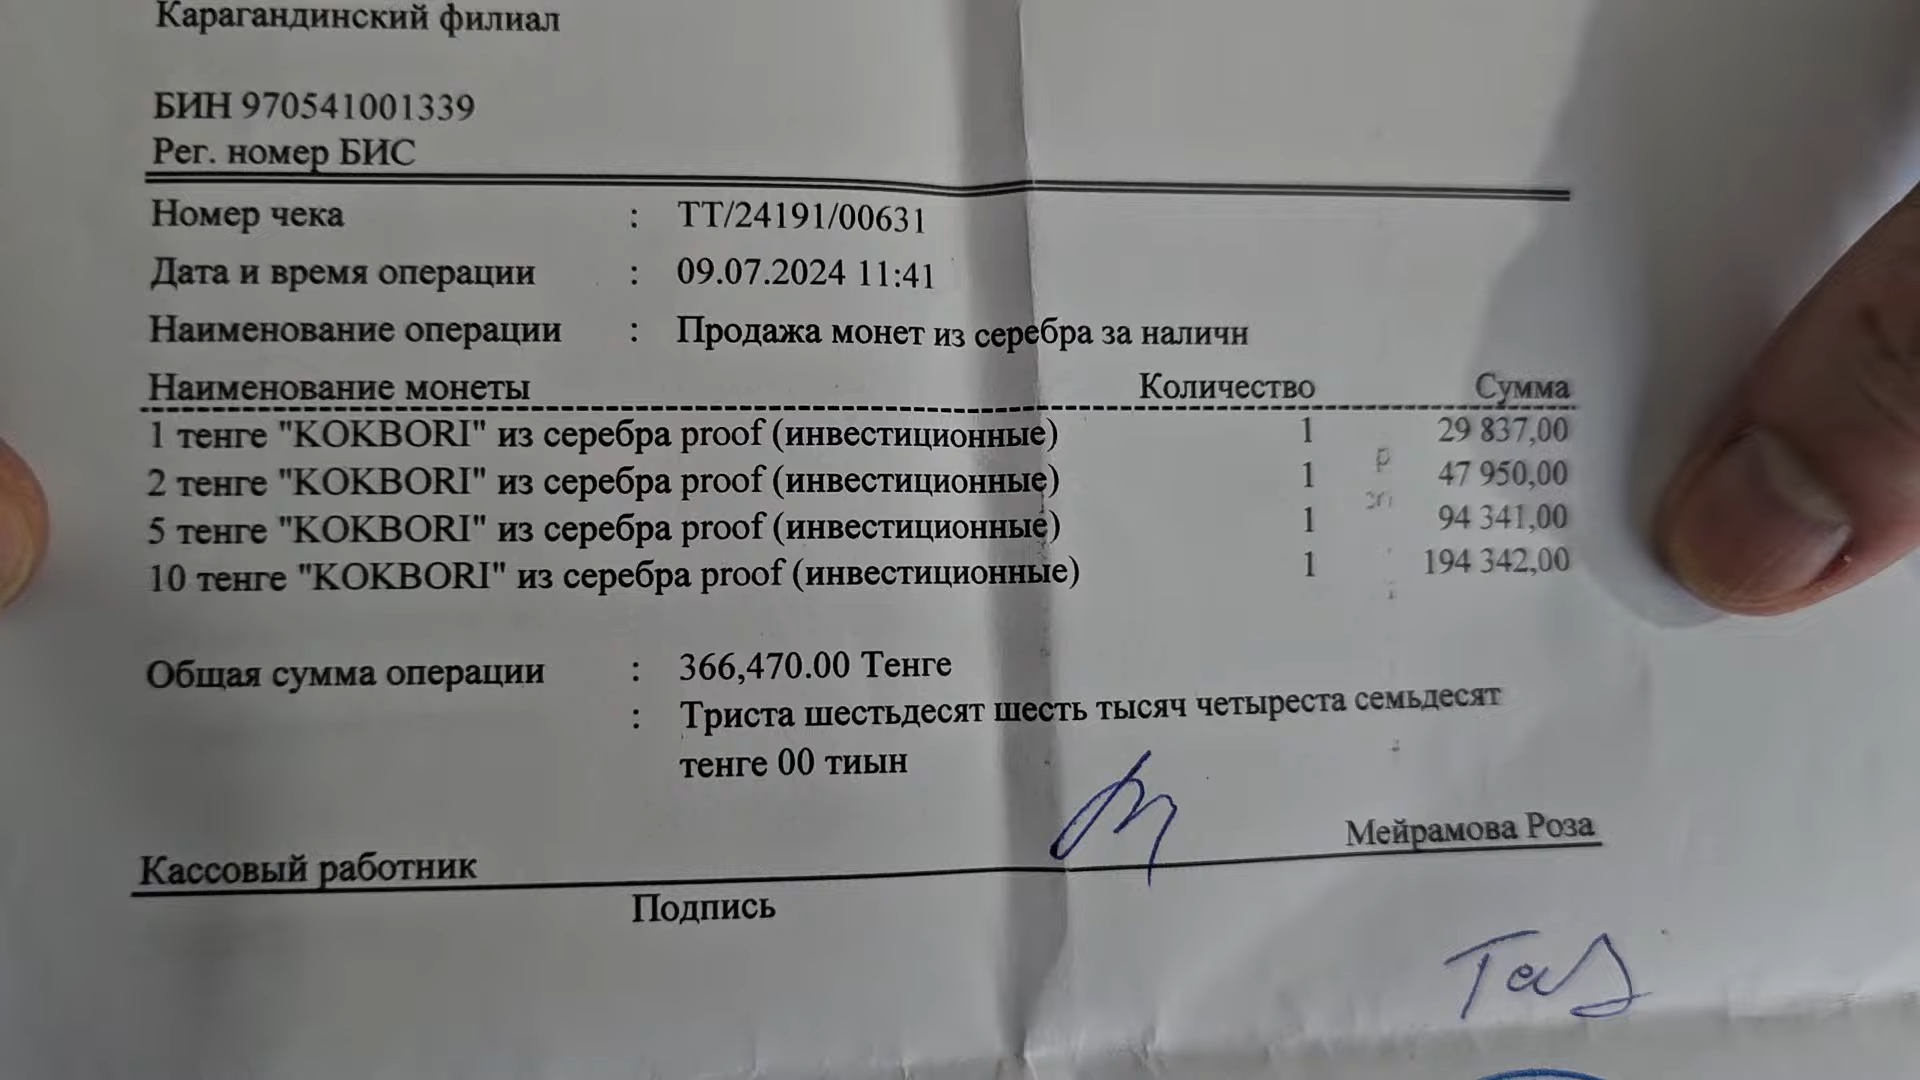 Карагандинский филиал
БИН 970541001339
Рег. номер БИС
Номер чека : TT/24191/00631
Дата и время операции : 09.07.2024 11:41
Наименование операции : Продажа монет из серебра за наличн
Наименование монеты Количество Сумма
1 тенге "KOKBORI" из серебра proof (инвестиционные) 1 29 837,00
2 тенге "KOKBORI" из серебра proof (инвестиционные) 1 47 950,00
5 тенге "KOKBORI" из серебра proof (инвестиционные) 1 94 341,00
10 тенге "KOKBORI" из серебра proof (инвестиционные) 1 194 342,00
Общая сумма операции : 366,470.00 Тенге
: Триста шестьдесят шесть тысяч четыреста семьдесят
тенге 00 тиын
Кассовый работник Мейрамова Роза
Подпись